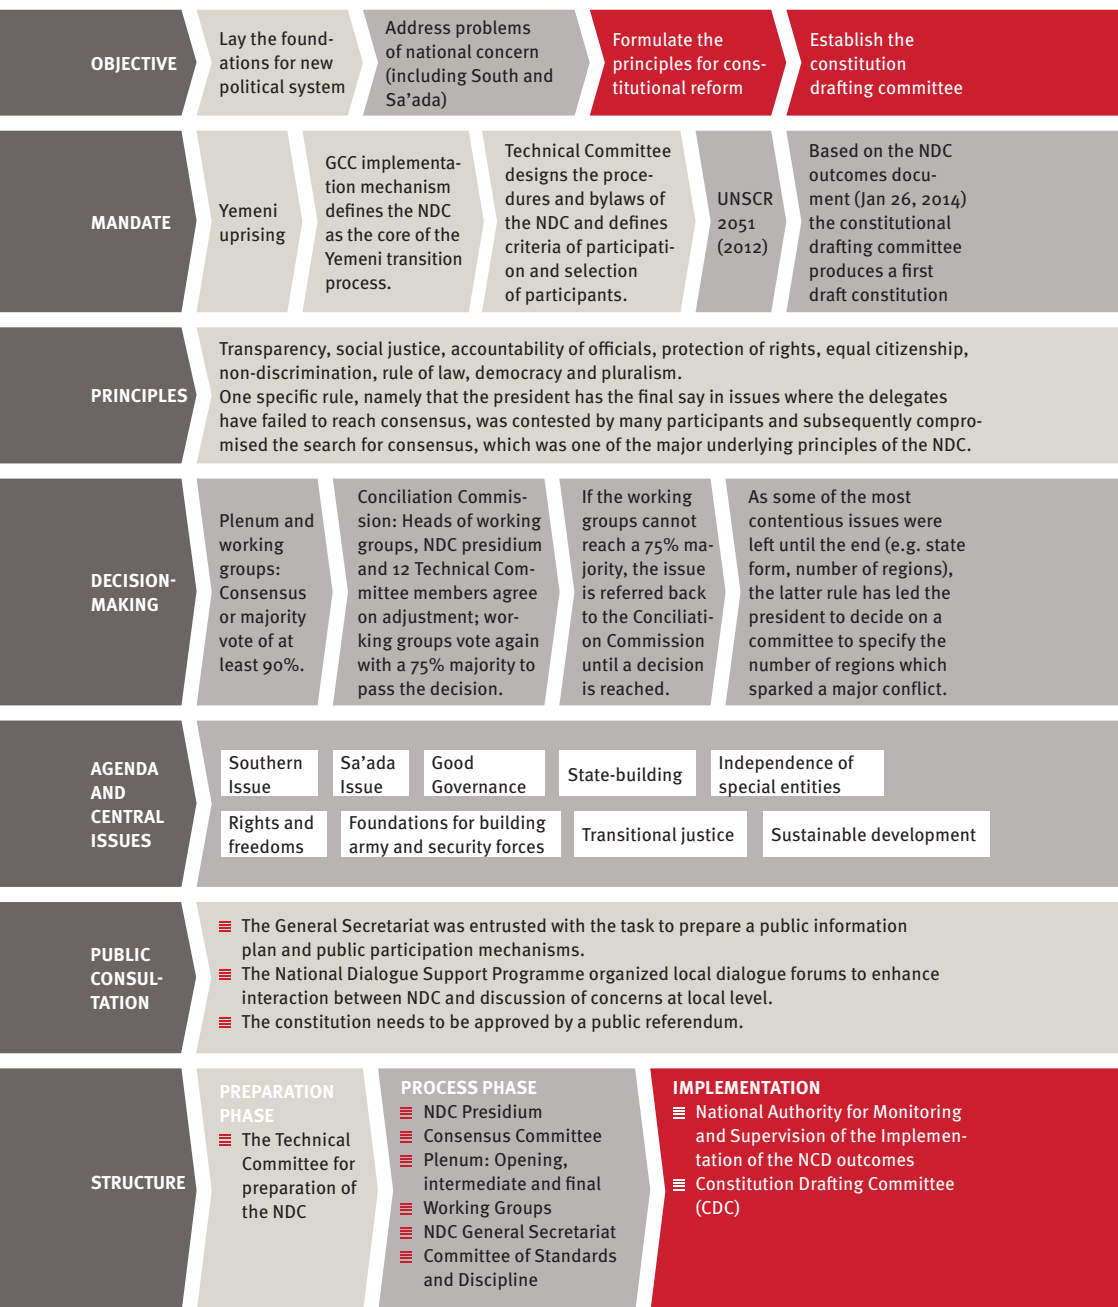 OBJECTIVE
Lay the found-
ations for new
political system
Address problems
of national concern
(including South and
Sa’ada)
Formulate the
principles for cons-
titutional reform
Establish the
constitution
drafting committee
MANDATE
Yemeni
uprising
GCC implementa-
tion mechanism
defines the NDC
as the core of the
Yemeni transition
process.
Technical Committee
designs the proce-
dures and bylaws of
the NDC and defines
criteria of participati-
on and selection
of participants.
UNSCR
2051
(2012)
Based on the NDC
outcomes docu-
ment (Jan 26, 2014)
the constitutional
drafting committee
produces a first
draft constitution
PRINCIPLES
Transparency, social justice, accountability of officials, protection of rights, equal citizenship,
non-discrimination, rule of law, democracy and pluralism.
One specific rule, namely that the president has the final say in issues where the delegates
have failed to reach consensus, was contested by many participants and subsequently compro-
mised the search for consensus, which was one of the major underlying principles of the NDC.
DECISION-
MAKING
Plenum and
working
groups:
Consensus
or majority
vote of at
least 90%.
Conciliation Commis-
sion: Heads of working
groups, NDC presidium
and 12 Technical Com-
mittee members agree
on adjustment; wor-
king groups vote again
with a 75% majority to
pass the decision.
If the working
groups cannot
reach a 75% ma-
jority, the issue
is referred back
to the Conciliati-
on Commission
until a decision
is reached.
As some of the most
contentious issues were
left until the end (e.g. state
form, number of regions),
the latter rule has led the
president to decide on a
committee to specify the
number of regions which
sparked a major conflict.
AGENDA
AND
CENTRAL
ISSUES
Southern
Issue
Sa’ada
Issue
Good
Governance
State-building
Independence of
special entities
Rights and
freedoms
Foundations for building
army and security forces
Transitional justice
Sustainable development
PUBLIC
CONSUL-
TATION
The General Secretariat was entrusted with the task to prepare a public information
plan and public participation mechanisms.
The National Dialogue Support Programme organized local dialogue forums to enhance
interaction between NDC and discussion of concerns at local level.
The constitution needs to be approved by a public referendum.
STRUCTURE
PREPARATION
PHASE
The Technical
Committee for
preparation of
the NDC
PROCESS PHASE
NDC Presidium
Consensus Committee
Plenum: Opening,
intermediate and final
Working Groups
NDC General Secretariat
Committee of Standards
and Discipline
IMPLEMENTATION
National Authority for Monitoring
and Supervision of the Implemen-
tation of the NCD outcomes
Constitution Drafting Committee
(CDC)